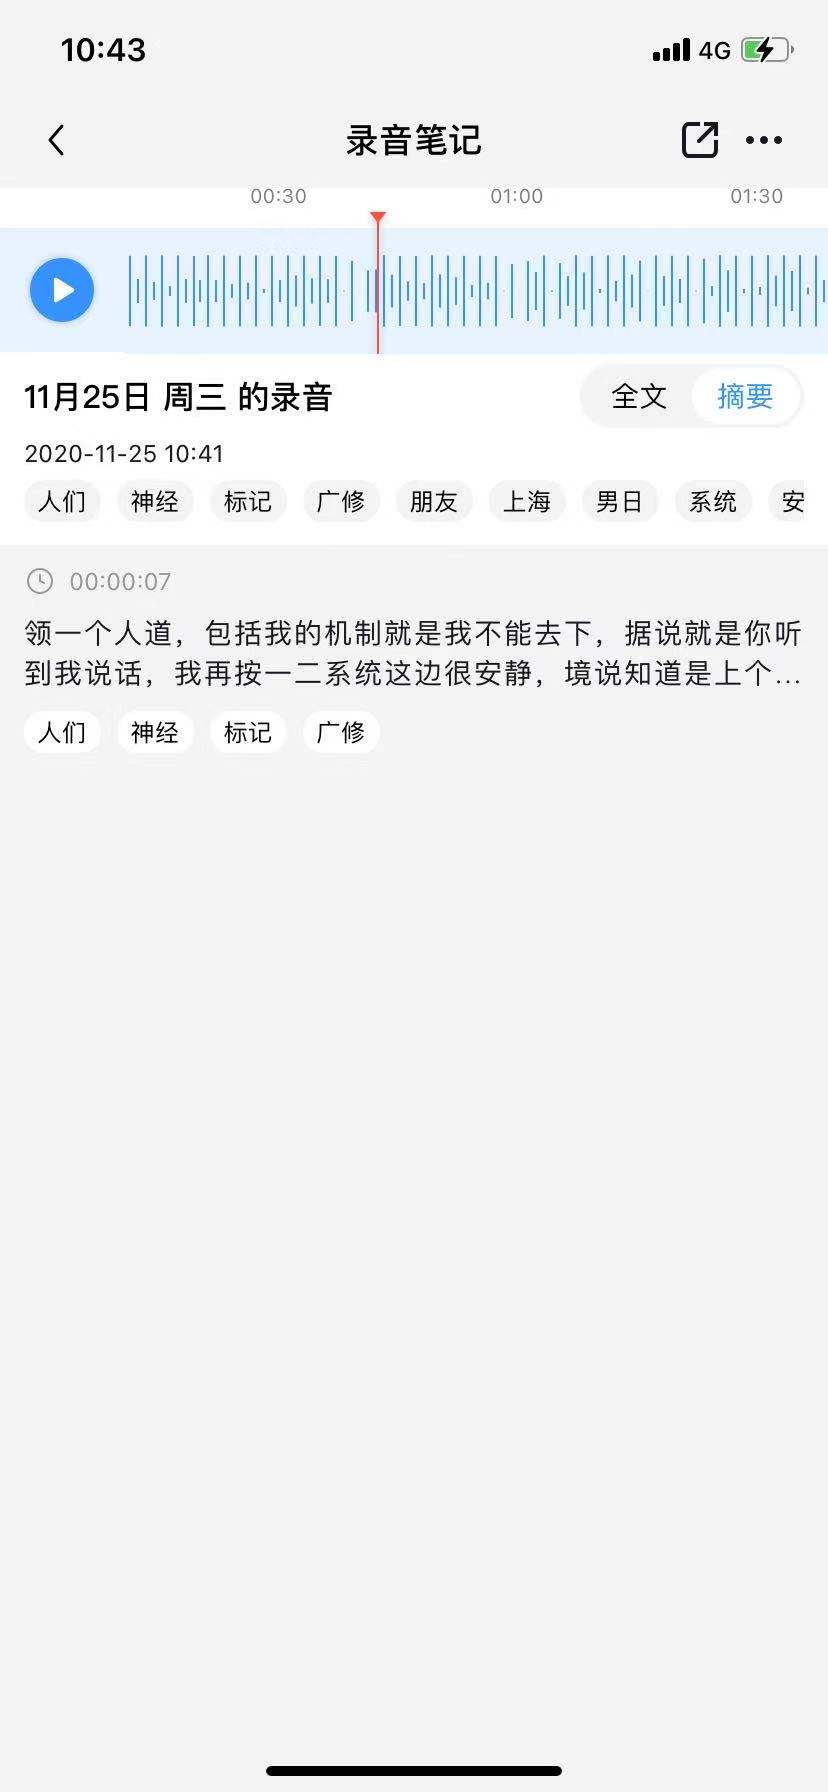 10:43 4G
录音笔记
00:30 01:00 01:30
11月25日 周三 的录音 全文 摘要
2020-11-25 10:41
人们 神经 标记 广修 朋友 上海 男日 系统 安
00:00:07
领一个人道，包括我的机制就是我不能去下，据说就是你听
到我说话，我再按一二系统这边很安静，境说知道是上个...
人们 神经 标记 广修